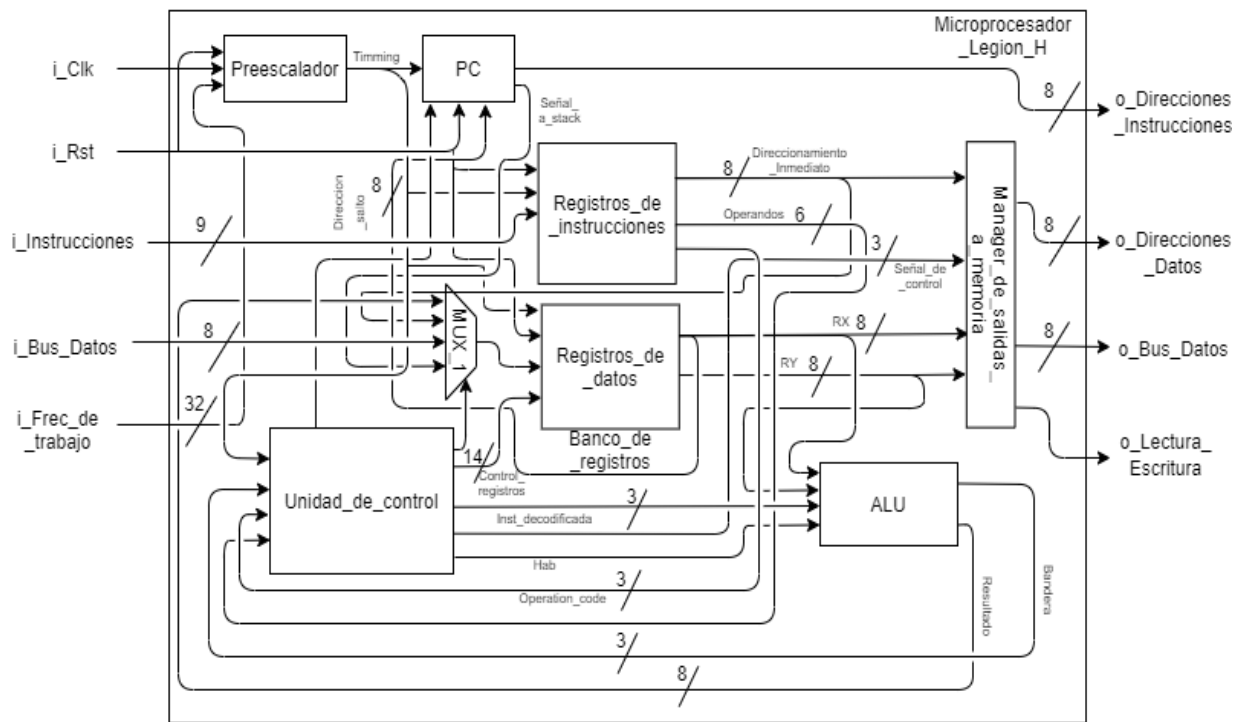 Microprocesador
_Legion_H
i_Clk
Preescalador
Timming
PC
8
o_Direcciones
_Instrucciones
Señal_
a_stack
i_Rst
Direccion
_salto
8
Registros_de
_instrucciones
8
Direccionamiento
_Inmediato
Operandos
6
3
Señal_de
_control
Manager_de_salidas_
a_memoria
8
o_Direcciones
_Datos
i_Instrucciones
9
i_Bus_Datos
8
MUX_1
Registros_de
_datos
Banco_de
_registros
RX
8
RY
8
8
o_Bus_Datos
i_Frec_de
_trabajo
32
o_Lectura_
Escritura
Unidad_de_control
14
Control_
registros
Inst_decodificada
3
ALU
Hab
Operation_code
3
Resultado
Bandera
3
8